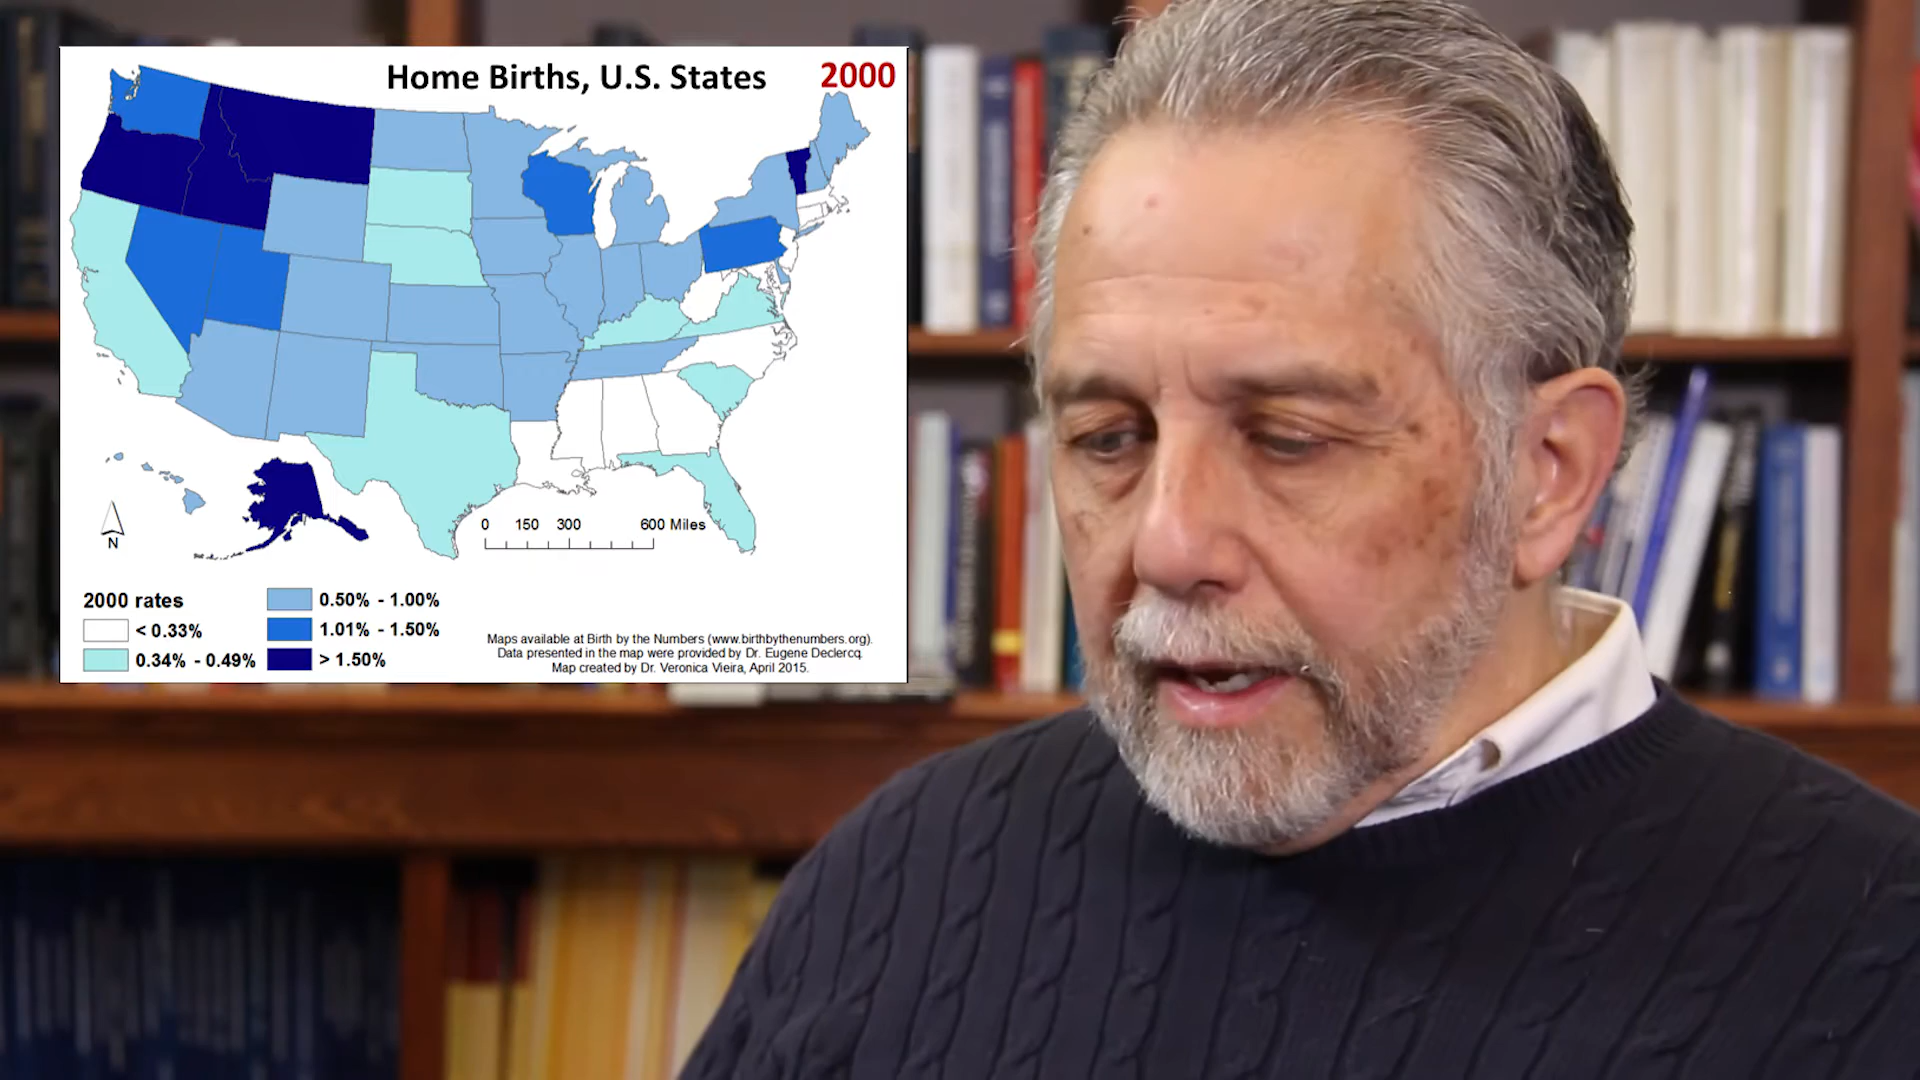 Home Births, U.S. States 2000
N
0 150 300 600 Miles
2000 rates
< 0.33%
0.34% - 0.49%
0.50% - 1.00%
1.01% - 1.50%
> 1.50%
Maps available at Birth by the Numbers (www.birthbythenumbers.org).
Data presented in the map were provided by Dr. Eugene Declercq.
Map created by Dr. Veronica Vieira, April 2015.